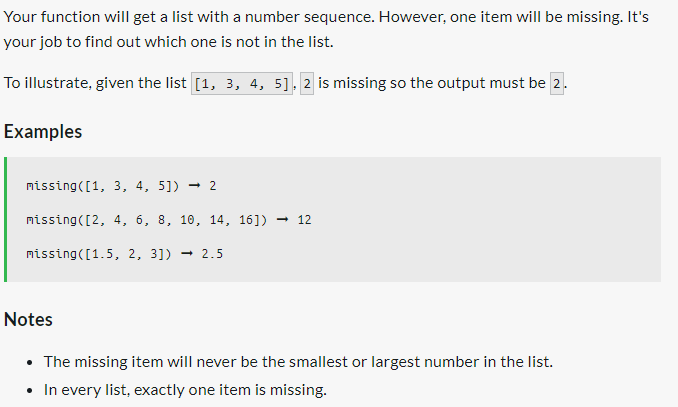 Your function will get a list with a number sequence. However, one item will be missing. It's
your job to find out which one is not in the list.
To illustrate, given the list [1, 3, 4, 5], 2 is missing so the output must be 2.
Examples
missing([1, 3, 4, 5]) → 2
missing([2, 4, 6, 8, 10, 14, 16]) → 12
missing([1.5, 2, 3]) → 2.5
Notes
• The missing item will never be the smallest or largest number in the list.
• In every list, exactly one item is missing.